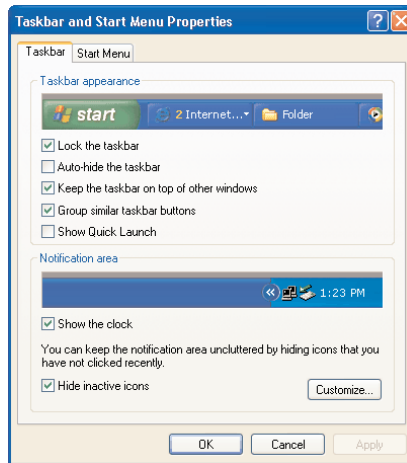 Taskbar and Start Menu Properties
Taskbar
Start Menu
Taskbar appearance
start
2 Internet...
Folder
Lock the taskbar
Auto-hide the taskbar
Keep the taskbar on top of other windows
Group similar taskbar buttons
Show Quick Launch
Notification area
1:23 PM
Show the clock
You can keep the notification area uncluttered by hiding icons that you
have not clicked recently.
Hide inactive icons
Customize...
OK
Cancel
Apply